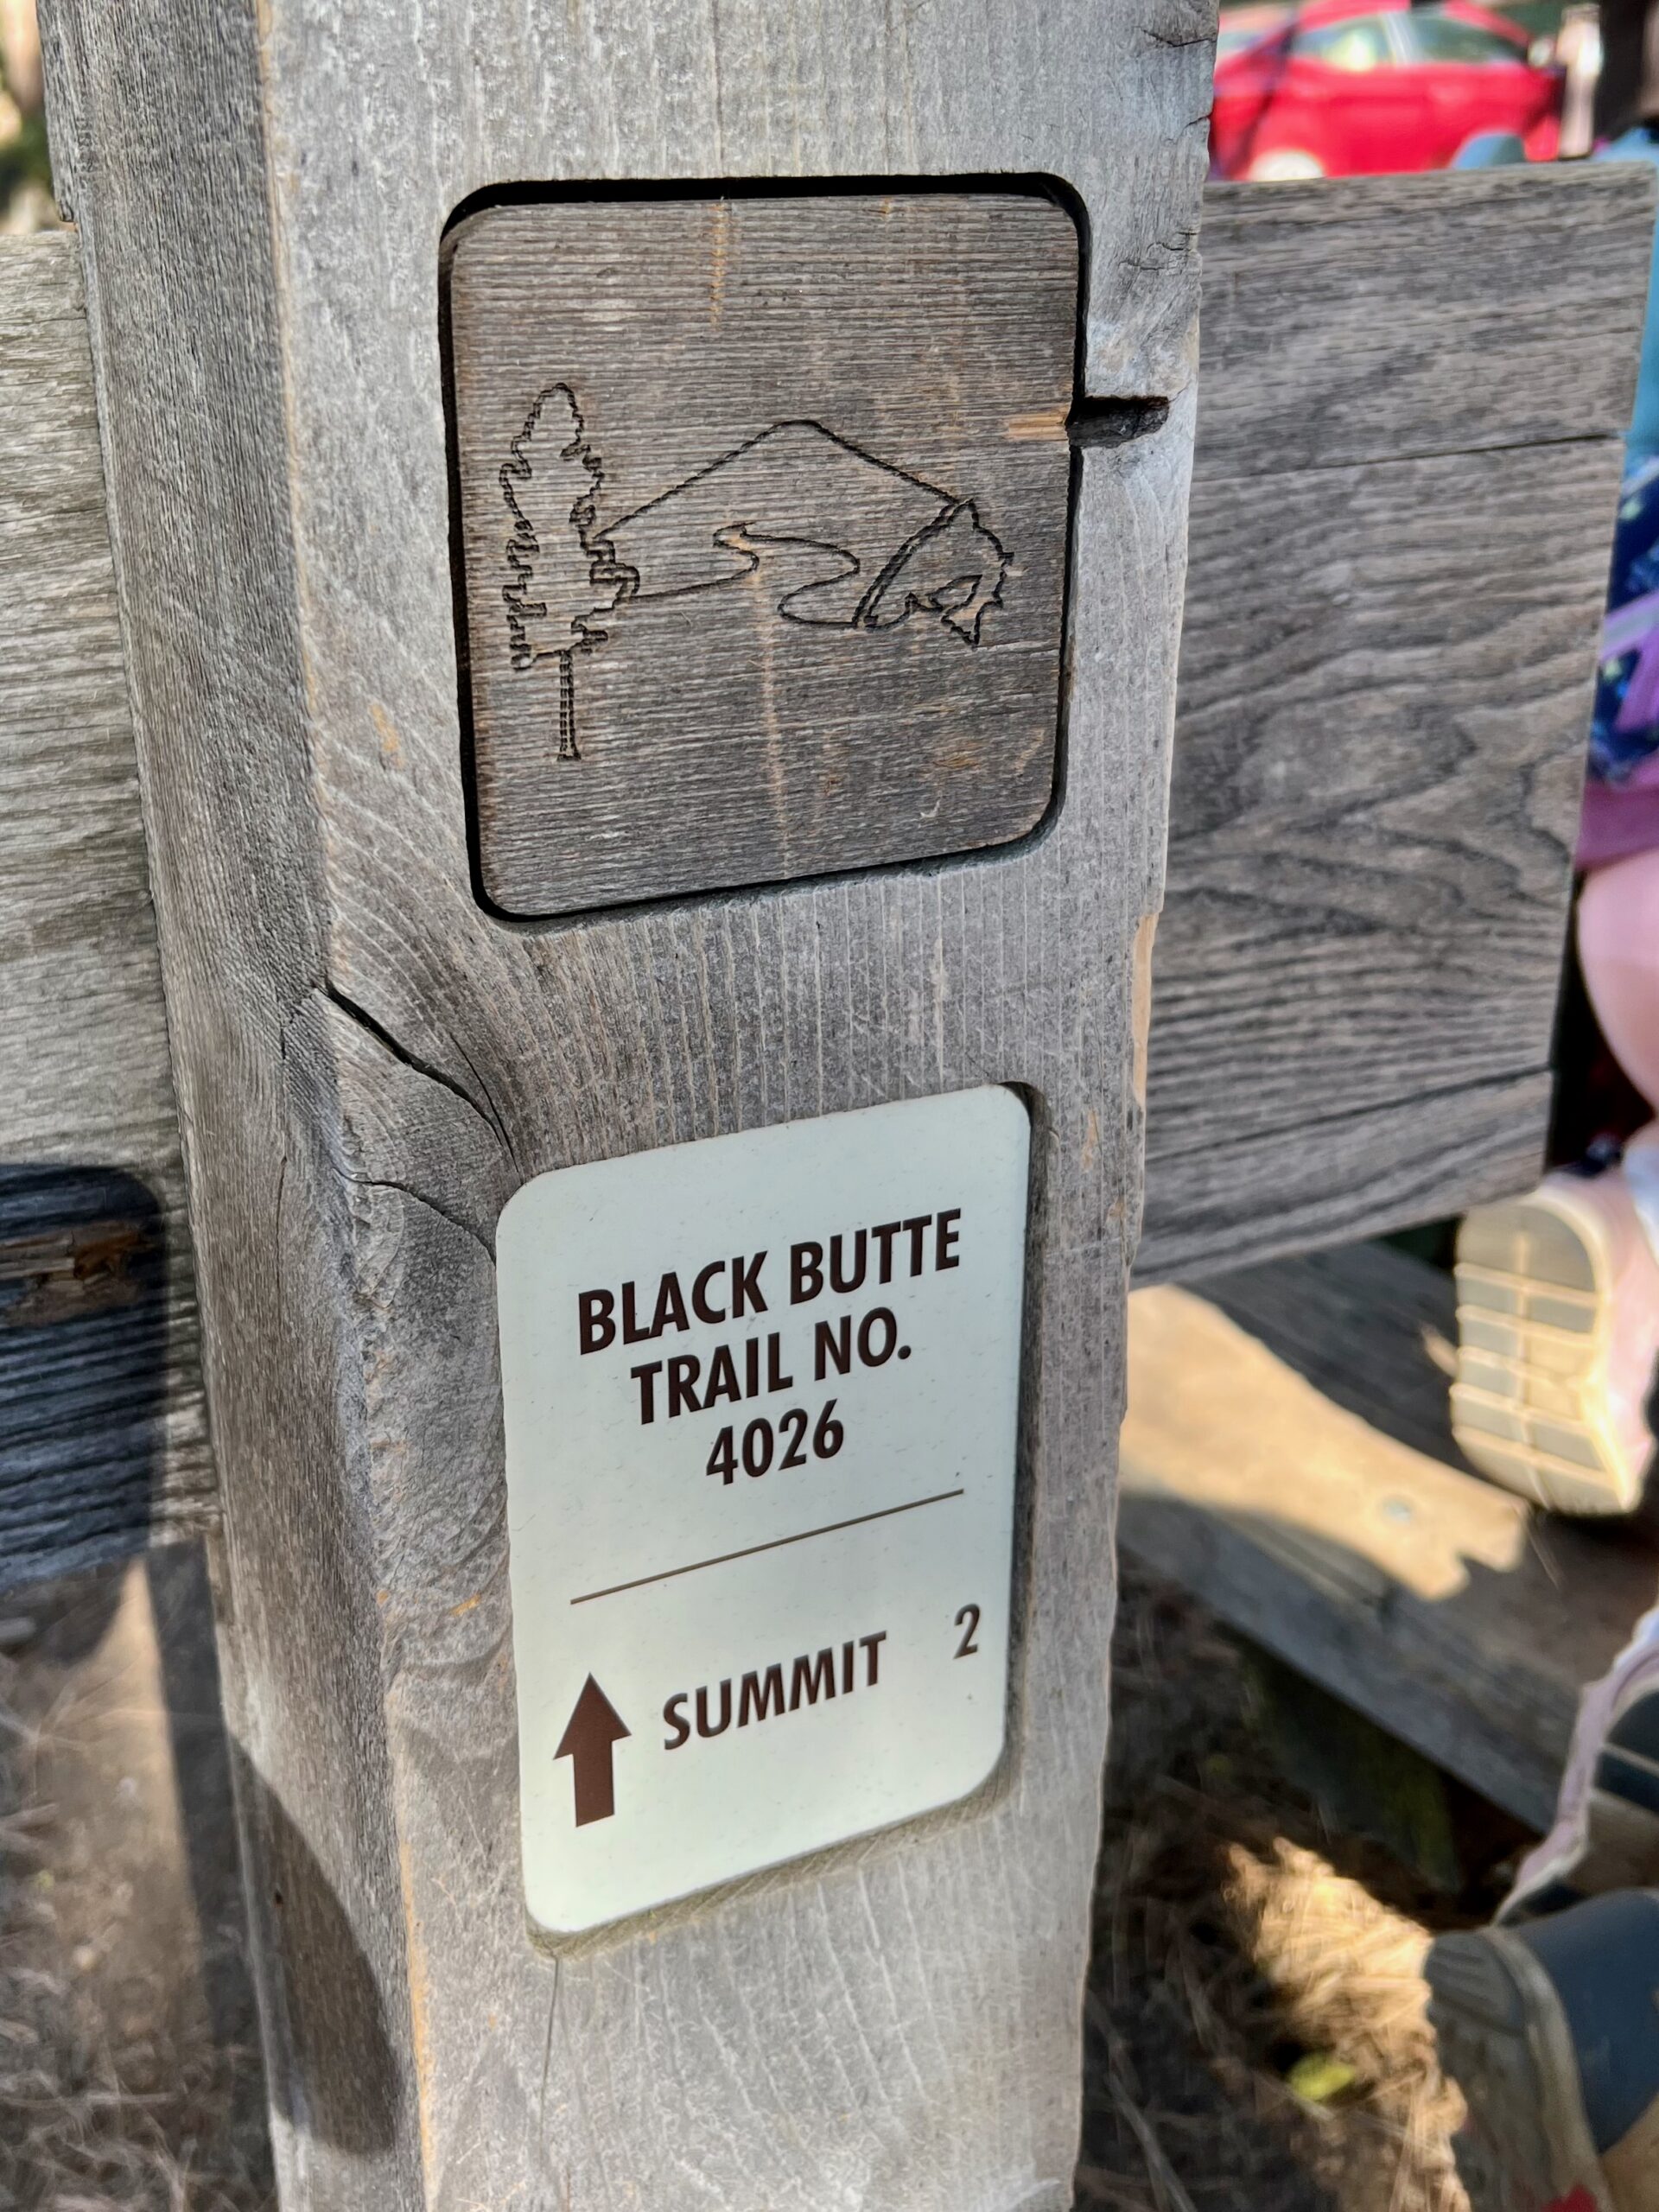 BLACK BUTTE
TRAIL NO.
4026
SUMMIT 2